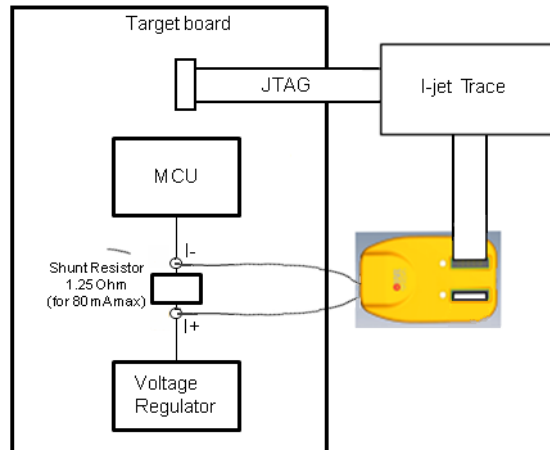 Target board
JTAG
I-jet Trace
MCU
I-
Shunt Resistor
1.25 Ohm
(for 80 mA max)
I+
Voltage
Regulator